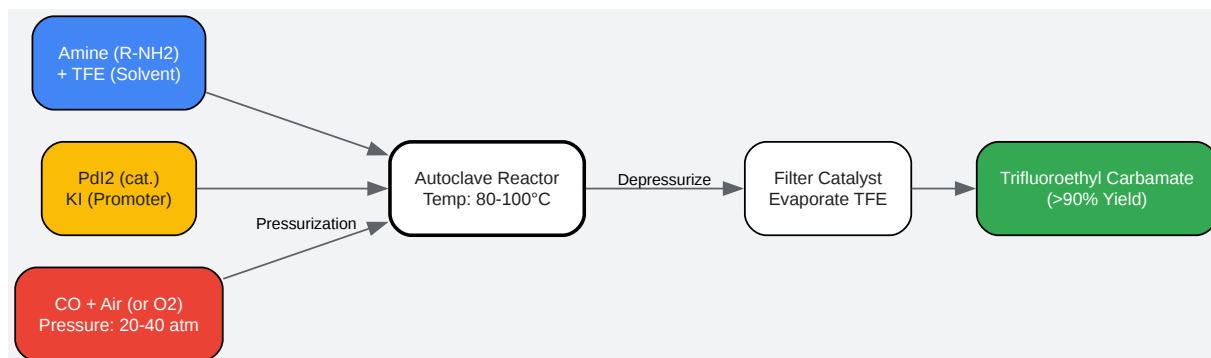 Amine (R-NH2)
+ TFE (Solvent)
PdI2 (cat.)
KI (Promoter)
CO + Air (or O2)
Pressure: 20-40 atm
Pressurization
Autoclave Reactor
Temp: 80-100°C
Depressurize
Filter Catalyst
Evaporate TFE
Trifluoroethyl Carbamate
(>90% Yield)